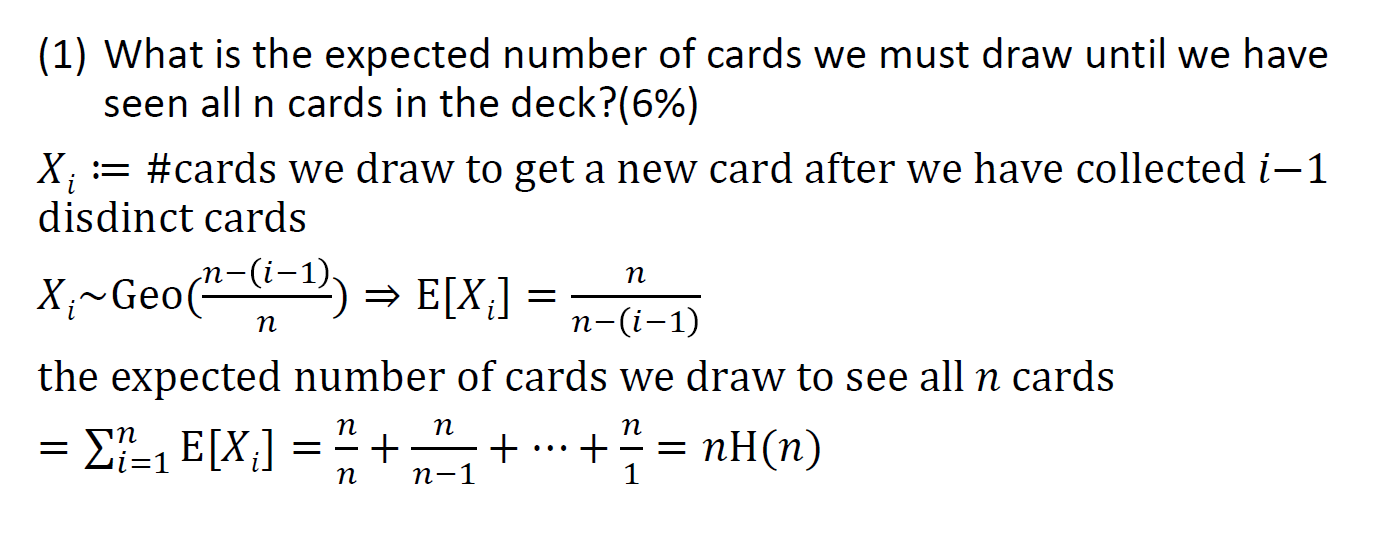 (1) What is the expected number of cards we must draw until we have
seen all n cards in the deck?(6%)
X_i ≔ #cards we draw to get a new card after we have collected i−1
disdinct cards
X_i~Geo((n−(i−1))/n) ⇒ E[X_i] = n/(n−(i−1))
the expected number of cards we draw to see all n cards
= ∑_{i=1}^{n} E[X_i] = n/n + n/(n−1) + ⋯ + n/1 = nH(n)